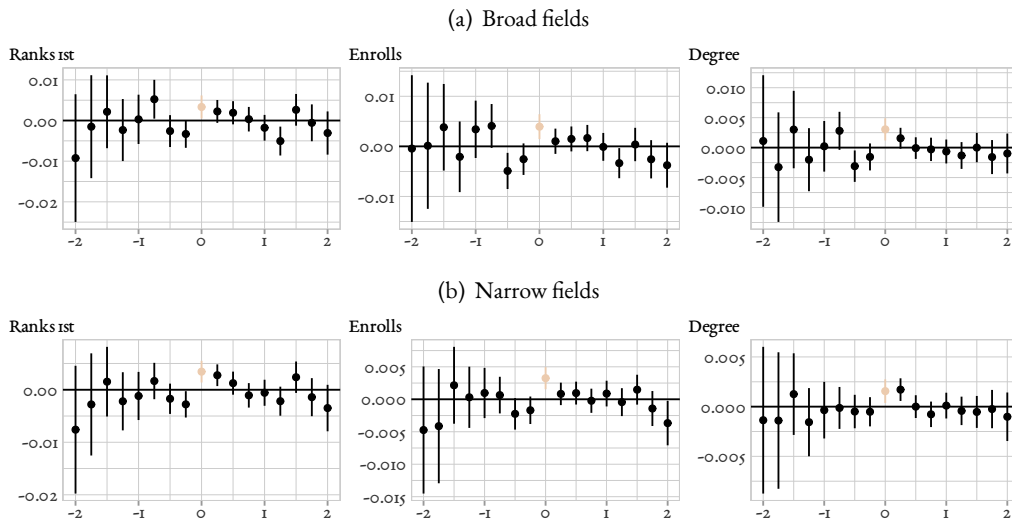 (a) Broad fields
Ranks 1st
Enrolls
Degree
0.01
0.00
-0.01
-0.02
-2 -1 0 1 2
0.01
0.00
-0.01
-2 -1 0 1 2
0.010
0.005
0.000
-0.005
-0.010
-2 -1 0 1 2
(b) Narrow fields
Ranks 1st
Enrolls
Degree
0.00
-0.01
-0.02
-2 -1 0 1 2
0.005
0.000
-0.005
-0.010
-0.015
-2 -1 0 1 2
0.005
0.000
-0.005
-2 -1 0 1 2